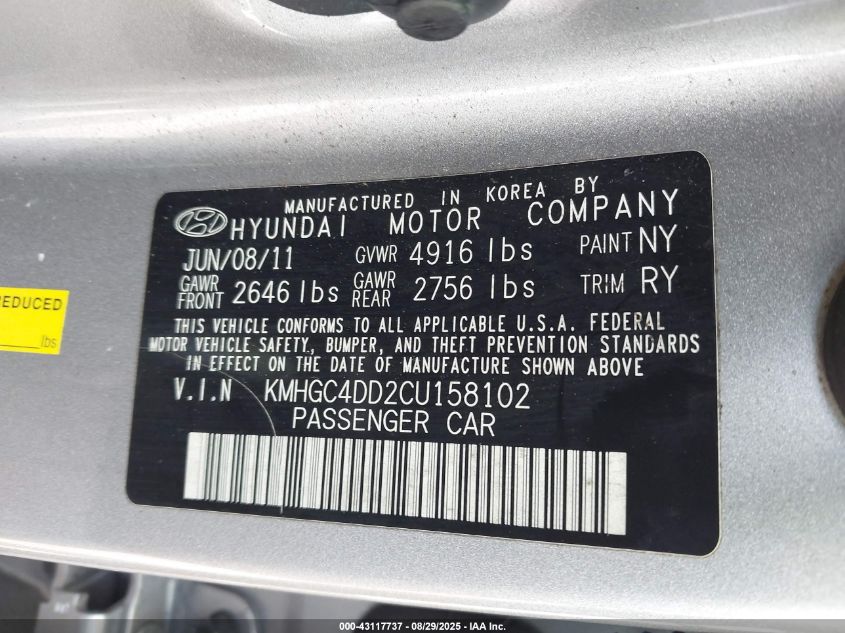 MANUFACTURED IN KOREA BY
HYUNDAI MOTOR COMPANY
JUN/08/11 GVWR 4916 lbs PAINT NY
GAWR FRONT 2646 lbs GAWR REAR 2756 lbs TRIM RY
THIS VEHICLE CONFORMS TO ALL APPLICABLE U.S.A. FEDERAL
MOTOR VEHICLE SAFETY, BUMPER, AND THEFT PREVENTION STANDARDS
IN EFFECT ON THE DATE OF MANUFACTURE SHOWN ABOVE
V.I.N KMHGC4DD2CU158102
PASSENGER CAR
REDUCED
lbs
000-43117737 - 08/29/2025 - IAA Inc.